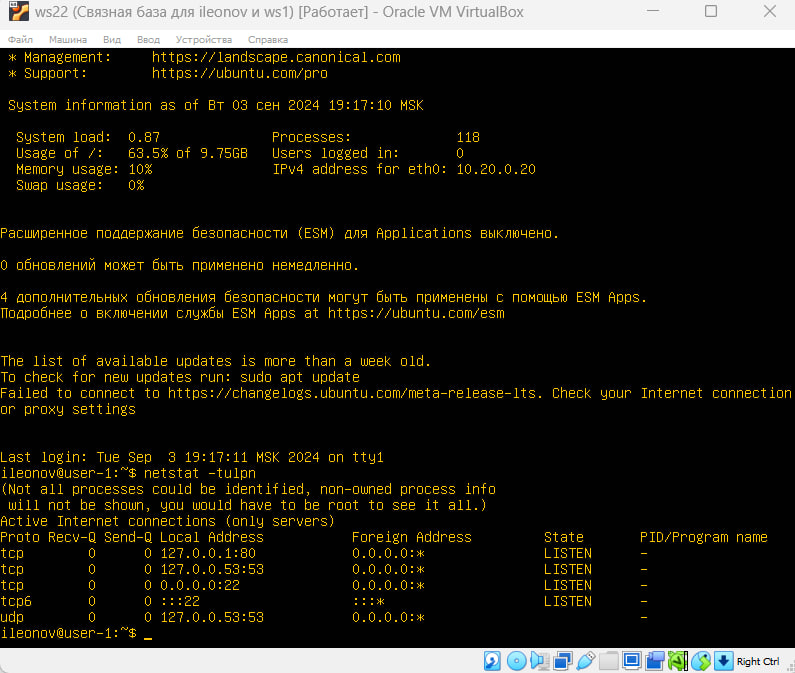 ws22 (Связная база для ileonov и ws1) [Работает] - Oracle VM VirtualBox
Файл Машина Вид Ввод Устройства Справка
* Management: https://landscape.canonical.com
* Support: https://ubuntu.com/pro
System information as of Вт 03 сен 2024 19:17:10 MSK
System load: 0.87 Processes: 118
Usage of /: 63.5% of 9.75GB Users logged in: 0
Memory usage: 10% IPv4 address for eth0: 10.20.0.20
Swap usage: 0%
Расширенное поддержание безопасности (ESM) для Applications выключено.
0 обновлений может быть применено немедленно.
4 дополнительных обновления безопасности могут быть применены с помощью ESM Apps.
Подробнее о включении службы ESM Apps at https://ubuntu.com/esm
The list of available updates is more than a week old.
To check for new updates run: sudo apt update
Failed to connect to https://changelogs.ubuntu.com/meta-release-lts. Check your Internet connection
or proxy settings
Last login: Tue Sep  3 19:17:11 MSK 2024 on tty1
ileonov@user-1:~$ netstat -tulpn
(Not all processes could be identified, non-owned process info
will not be shown, you would have to be root to see it all.)
Active Internet connections (only servers)
Proto Recv-Q Send-Q Local Address Foreign Address State PID/Program name
tcp 0 0 127.0.0.1:80 0.0.0.0:* LISTEN -
tcp 0 0 127.0.0.53:53 0.0.0.0:* LISTEN -
tcp 0 0 0.0.0.0:22 0.0.0.0:* LISTEN -
tcp6 0 0 :::22 :::* LISTEN -
udp 0 0 127.0.0.53:53 0.0.0.0:* -
ileonov@user-1:~$ _
Right Ctrl